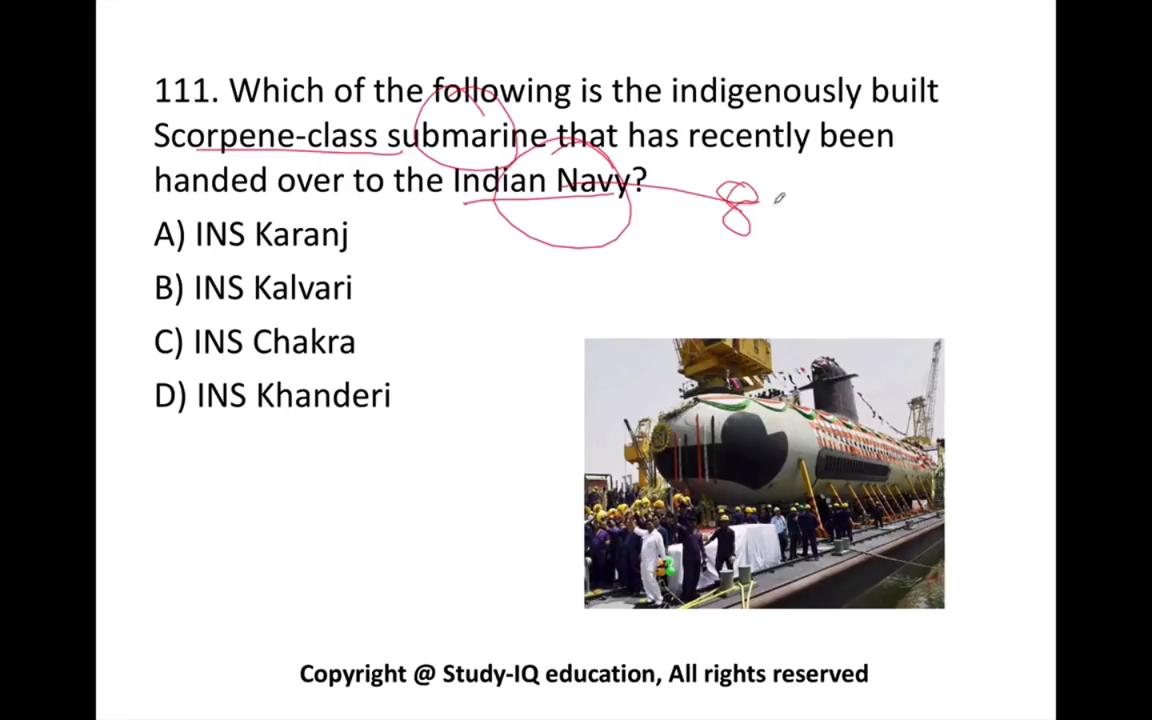 111. Which of the following is the indigenously built
Scorpene-class submarine that has recently been
handed over to the Indian Navy?
8
A) INS Karanj
B) INS Kalvari
C) INS Chakra
D) INS Khanderi
Copyright @ Study-IQ education, All rights reserved